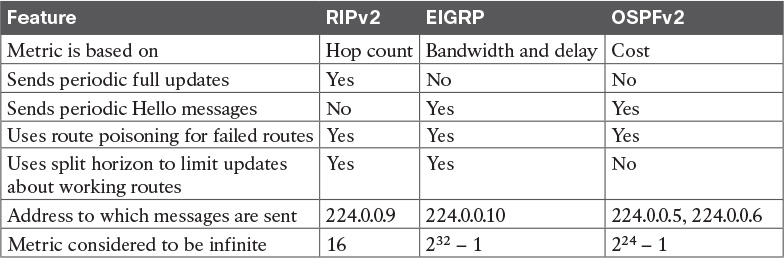 Feature RIPv2 EIGRP OSPFv2
Metric is based on Hop count Bandwidth and delay Cost
Sends periodic full updates Yes No No
Sends periodic Hello messages No Yes Yes
Uses route poisoning for failed routes Yes Yes Yes
Uses split horizon to limit updates Yes Yes No
about working routes
Address to which messages are sent 224.0.0.9 224.0.0.10 224.0.0.5, 224.0.0.6
Metric considered to be infinite 16 2³² – 1 2²⁴ – 1